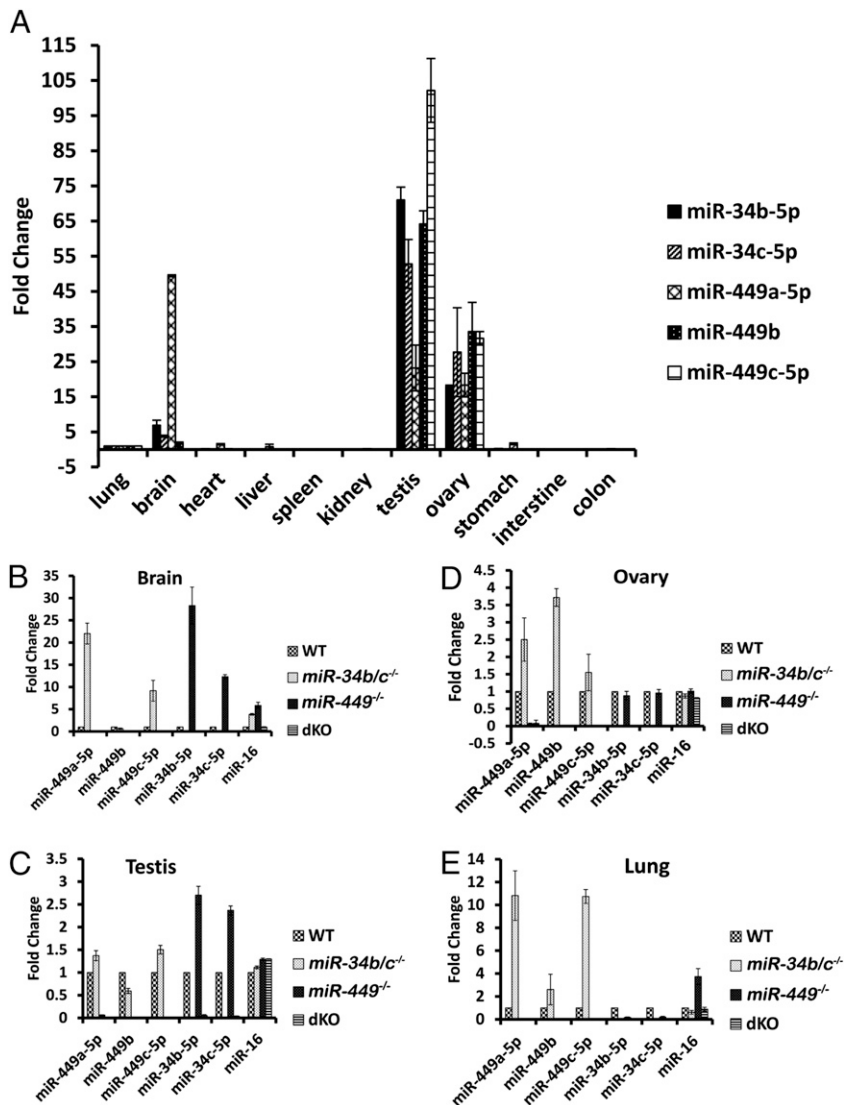 A
Fold Change
115
105
95
85
75
65
55
45
35
25
15
5
-5
lung
brain
heart
liver
spleen
kidney
testis
ovary
stomach
interstine
colon
miR-34b-5p
miR-34c-5p
miR-449a-5p
miR-449b
miR-449c-5p
B
Brain
Fold Change
35
30
25
20
15
10
5
0
miR-449a-5p
miR-449b
miR-449c-5p
miR-34b-5p
miR-34c-5p
miR-16
WT
miR-34b/c-/-
miR-449-/-
dKO
D
Ovary
Fold Change
4.5
3.5
2.5
1.5
1
0.5
0
-0.5
miR-449a-5p
miR-449b
miR-449c-5p
miR-34b-5p
miR-34c-5p
miR-16
WT
miR-34b/c-/-
miR-449-/-
dKO
C
Testis
Fold Change
3.5
3
2.5
2
1.5
1
0.5
0
miR-449a-5p
miR-449b
miR-449c-5p
miR-34b-5p
miR-34c-5p
miR-16
WT
miR-34b/c-/-
miR-449-/-
dKO
E
Lung
Fold Change
14
12
10
8
6
4
2
0
miR-449a-5p
miR-449b
miR-449c-5p
miR-34b-5p
miR-34c-5p
miR-16
WT
miR-34b/c-/-
miR-449-/-
dKO